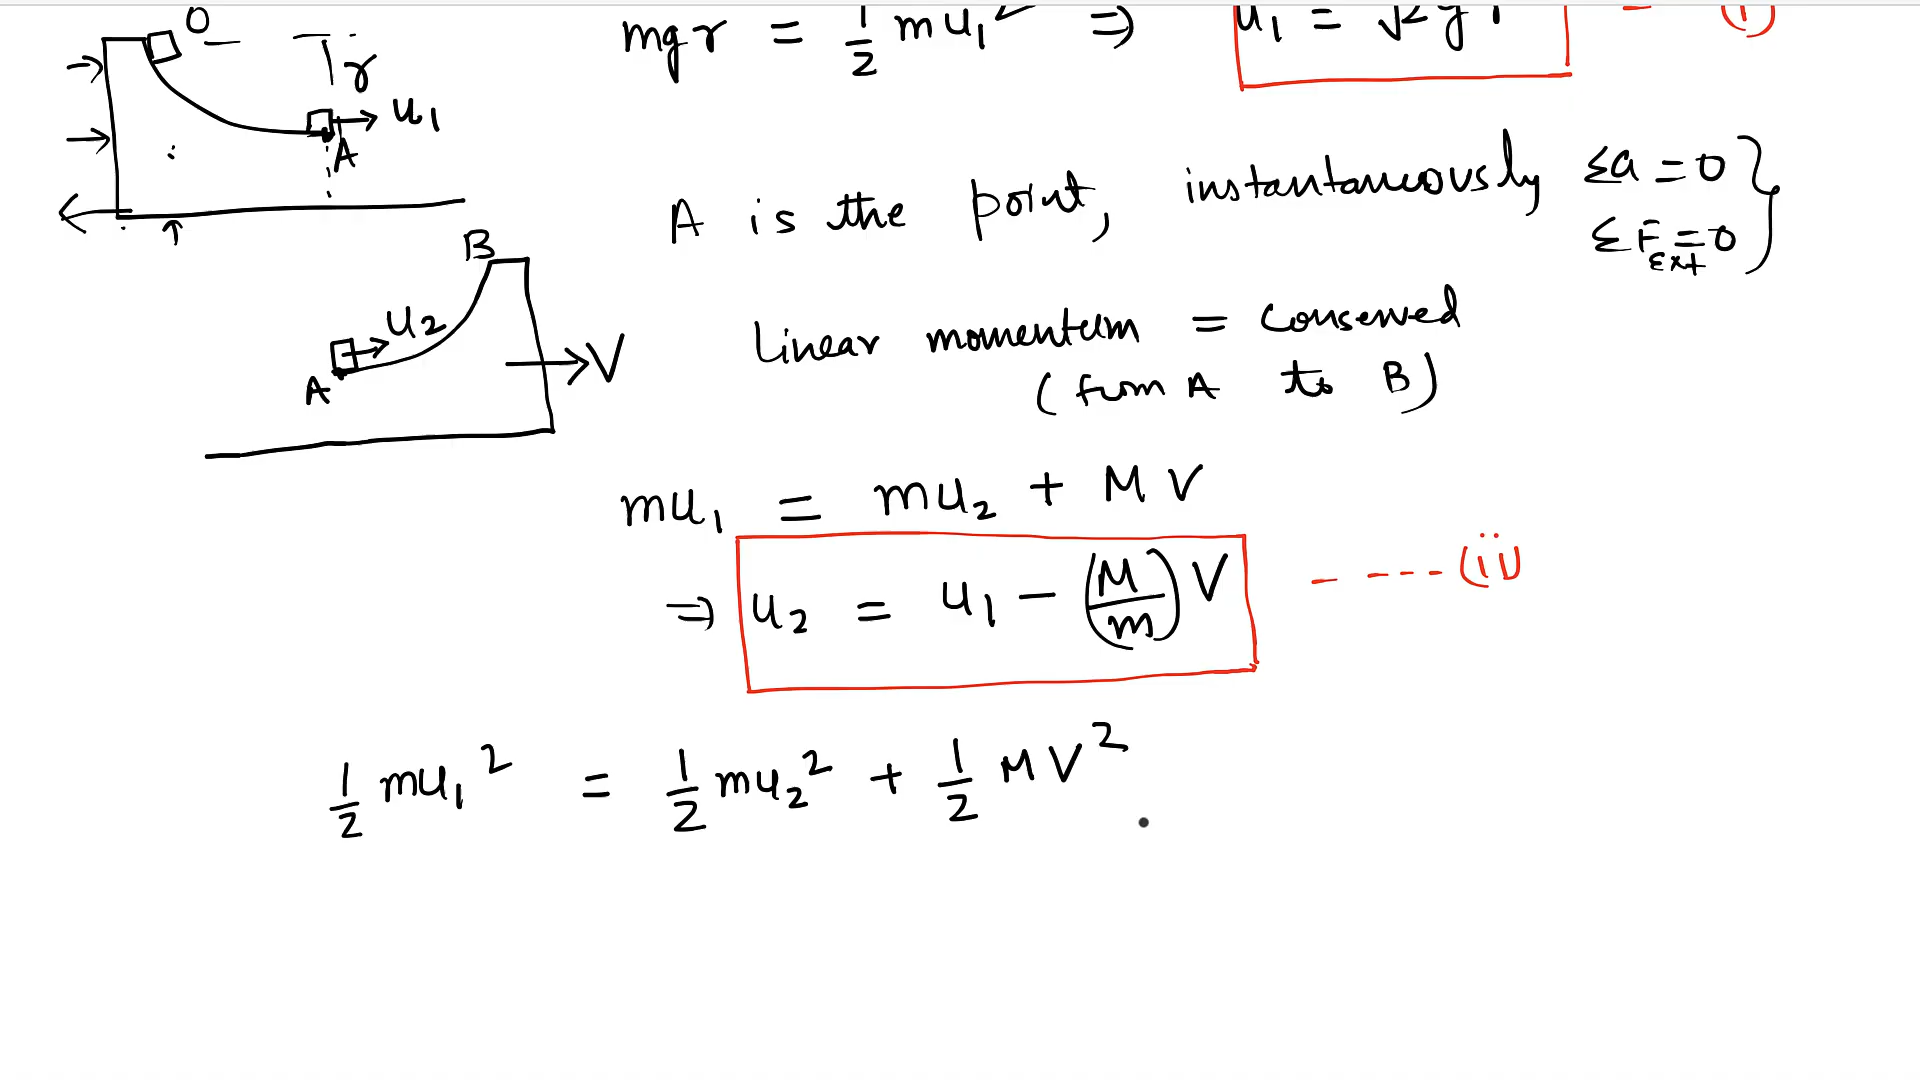 O
r
u₁
A
mgr = 1/2 mu₁² ⇒ u₁ = √2gr - (i)
A is the point, instantaneously Σa = 0
ΣF_Ext = 0
B
u₂
A
V
Linear momentum = conserved
(from A to B)
mu₁ = mu₂ + MV
⇒ u₂ = u₁ - (M/m) V - ---- (ii)
1/2 mu₁² = 1/2 mu₂² + 1/2 MV²